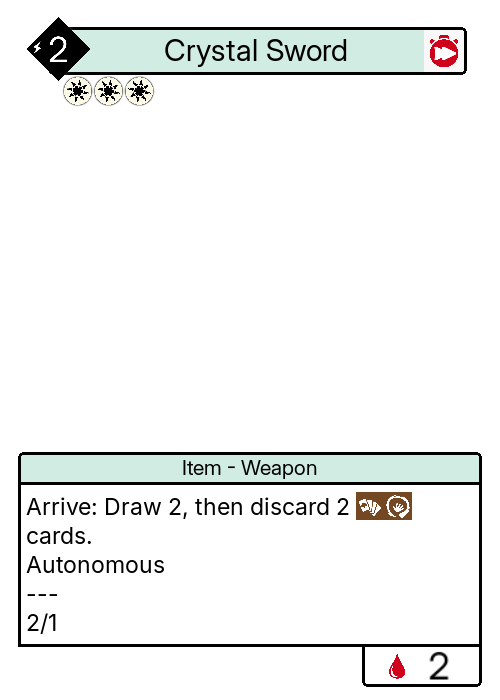 2
Crystal Sword
Item - Weapon
Arrive: Draw 2, then discard 2
cards.
Autonomous
---
2/1
2